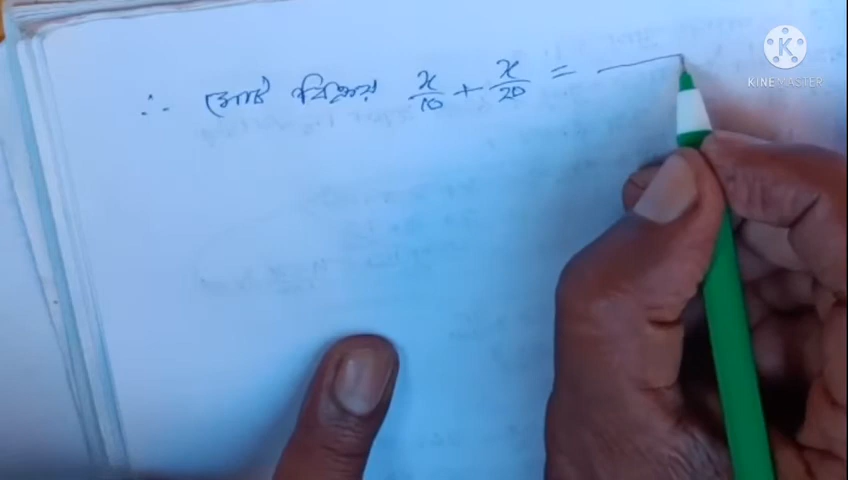 ∴ মোট বিক্রয় x/10 + x/20 =
K
KINEMASTER